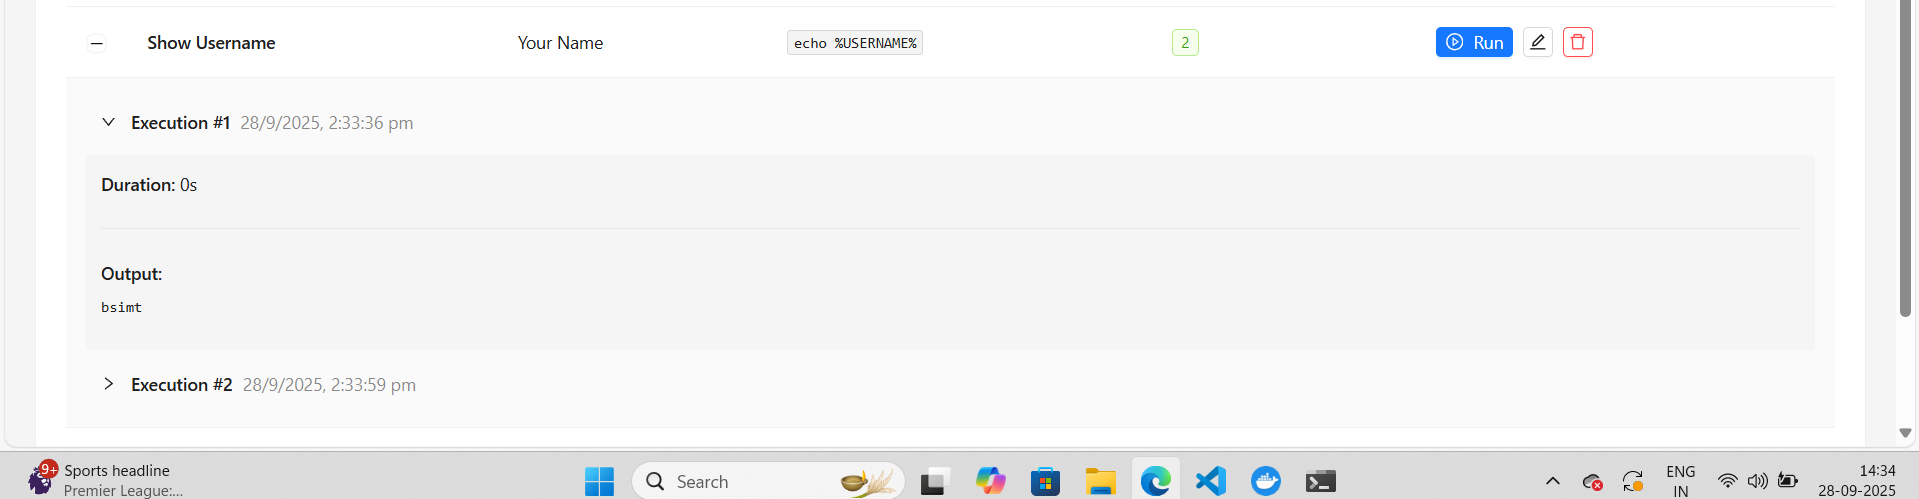 Show Username Your Name echo %USERNAME% 2 Run
Execution #1 28/9/2025, 2:33:36 pm
Duration: 0s
Output:
bsimt
Execution #2 28/9/2025, 2:33:59 pm
9+ Sports headline
Premier League:...
Search
ENG
IN
14:34
28-09-2025